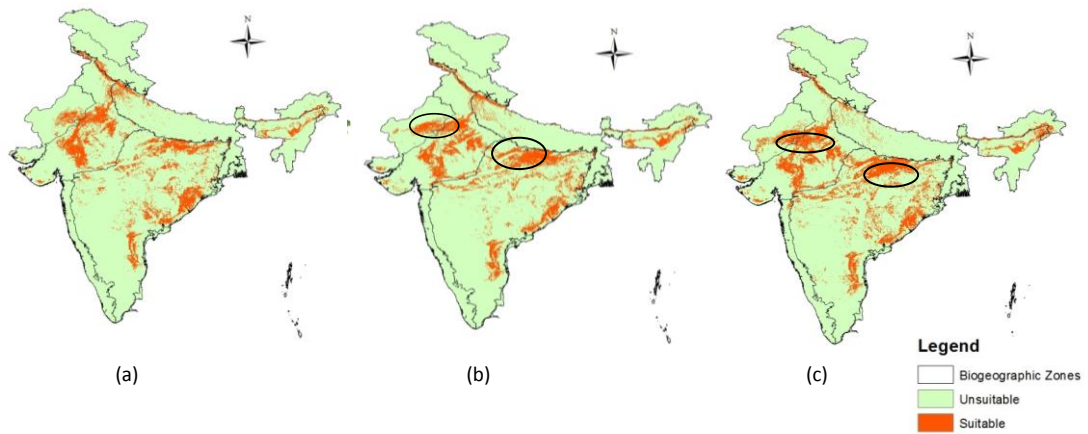 N
N
N
(a)
(b)
(c)
Legend
Biogeographic Zones
Unsuitable
Suitable